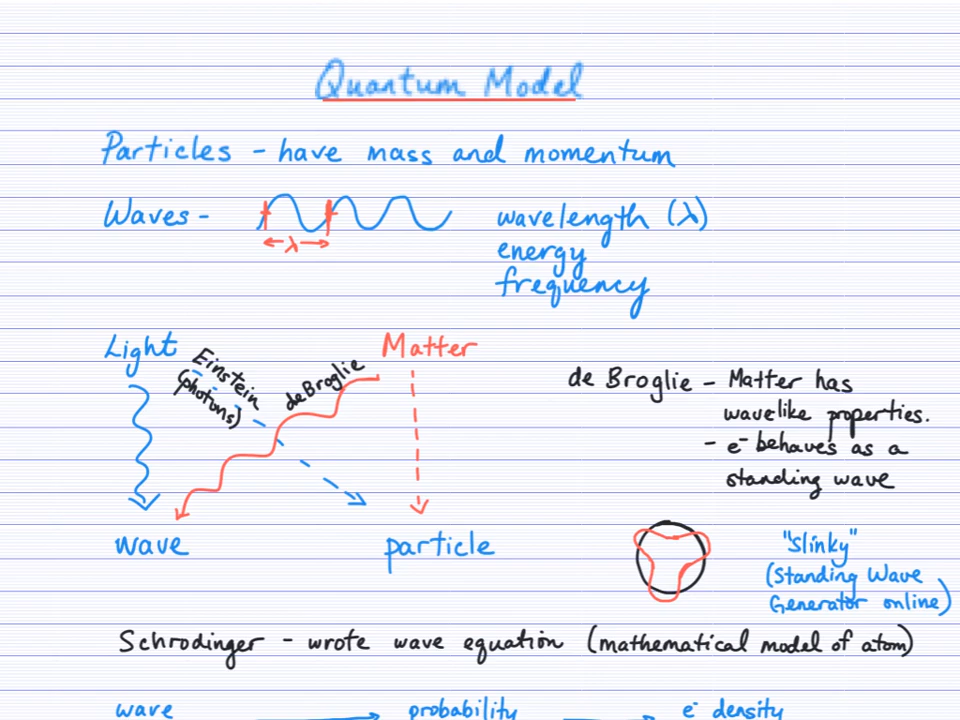 Quantum Model
Particles - have mass and momentum
Waves -
λ
wavelength (λ)
energy
frequency
Light
Einstein
(photons)
deBroglie
Matter
wave
particle
de Broglie - Matter has
wavelike properties.
- e⁻ behaves as a
standing wave
"Slinky"
(Standing Wave
Generator online)
Schrodinger - wrote wave equation (mathematical model of atom)
wave
probability
e⁻ density